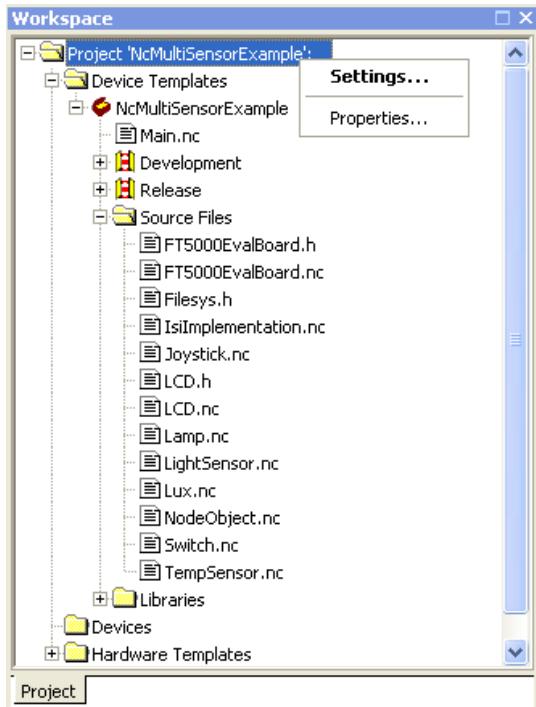 Workspace
Project 'NcMultiSensorExample':
Settings...
Device Templates
Properties...
NcMultiSensorExample
Main.nc
Development
Release
Source Files
FT5000EvalBoard.h
FT5000EvalBoard.nc
Filesys.h
IsiImplementation.nc
Joystick.nc
LCD.h
LCD.nc
Lamp.nc
LightSensor.nc
Lux.nc
NodeObject.nc
Switch.nc
TempSensor.nc
Libraries
Devices
Hardware Templates
Project